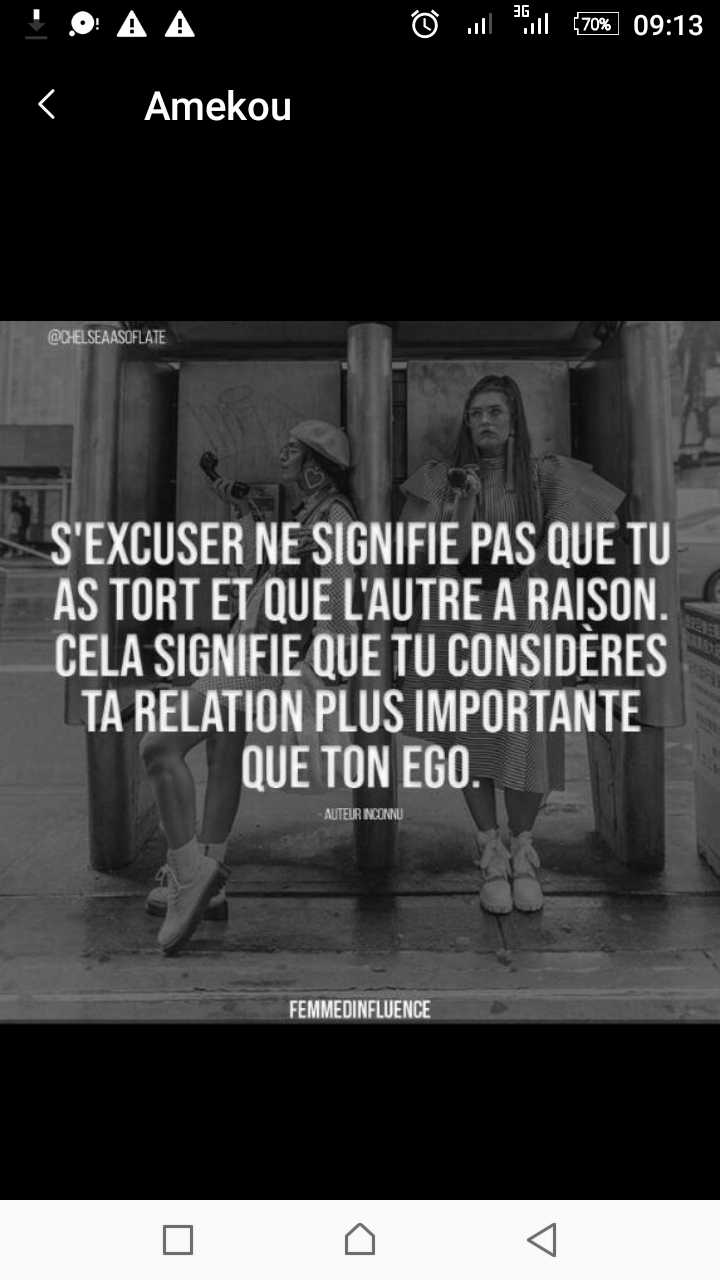 3G
70%
09:13
Amekou
@CHELSEAASOFLATE
S'EXCUSER NE SIGNIFIE PAS QUE TU
AS TORT ET QUE L'AUTRE A RAISON.
CELA SIGNIFIE QUE TU CONSIDÈRES
TA RELATION PLUS IMPORTANTE
QUE TON EGO.
- AUTEUR INCONNU
FEMMEDINFLUENCE